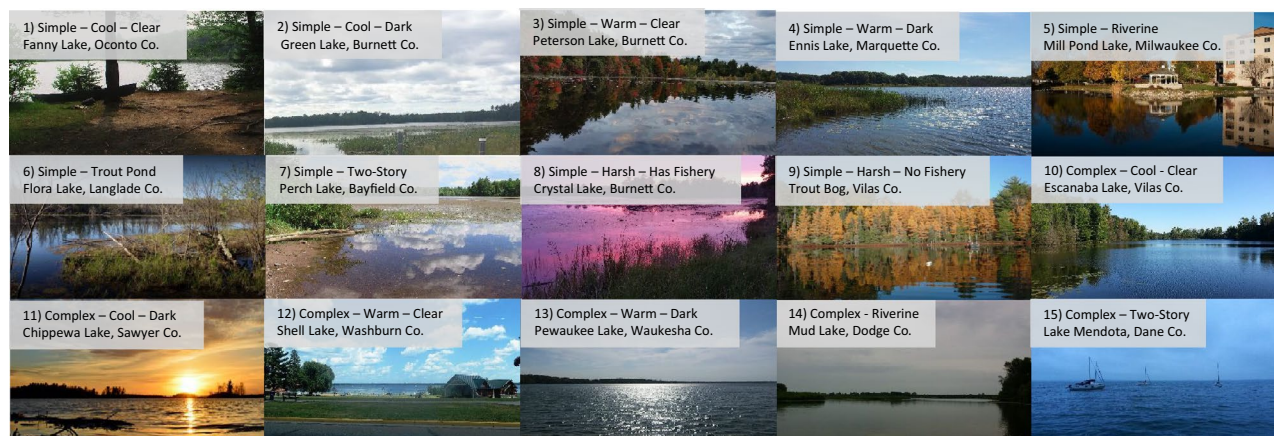 1) Simple – Cool – Clear
Fanny Lake, Oconto Co.
2) Simple – Cool – Dark
Green Lake, Burnett Co.
3) Simple – Warm – Clear
Peterson Lake, Burnett Co.
4) Simple – Warm – Dark
Ennis Lake, Marquette Co.
5) Simple – Riverine
Mill Pond Lake, Milwaukee Co.
6) Simple – Trout Pond
Flora Lake, Langlade Co.
7) Simple – Two-Story
Perch Lake, Bayfield Co.
8) Simple – Harsh – Has Fishery
Crystal Lake, Burnett Co.
9) Simple – Harsh – No Fishery
Trout Bog, Vilas Co.
10) Complex – Cool - Clear
Escanaba Lake, Vilas Co.
11) Complex – Cool – Dark
Chippewa Lake, Sawyer Co.
12) Complex – Warm – Clear
Shell Lake, Washburn Co.
13) Complex – Warm – Dark
Pewaukee Lake, Waukesha Co.
14) Complex - Riverine
Mud Lake, Dodge Co.
15) Complex – Two-Story
Lake Mendota, Dane Co.